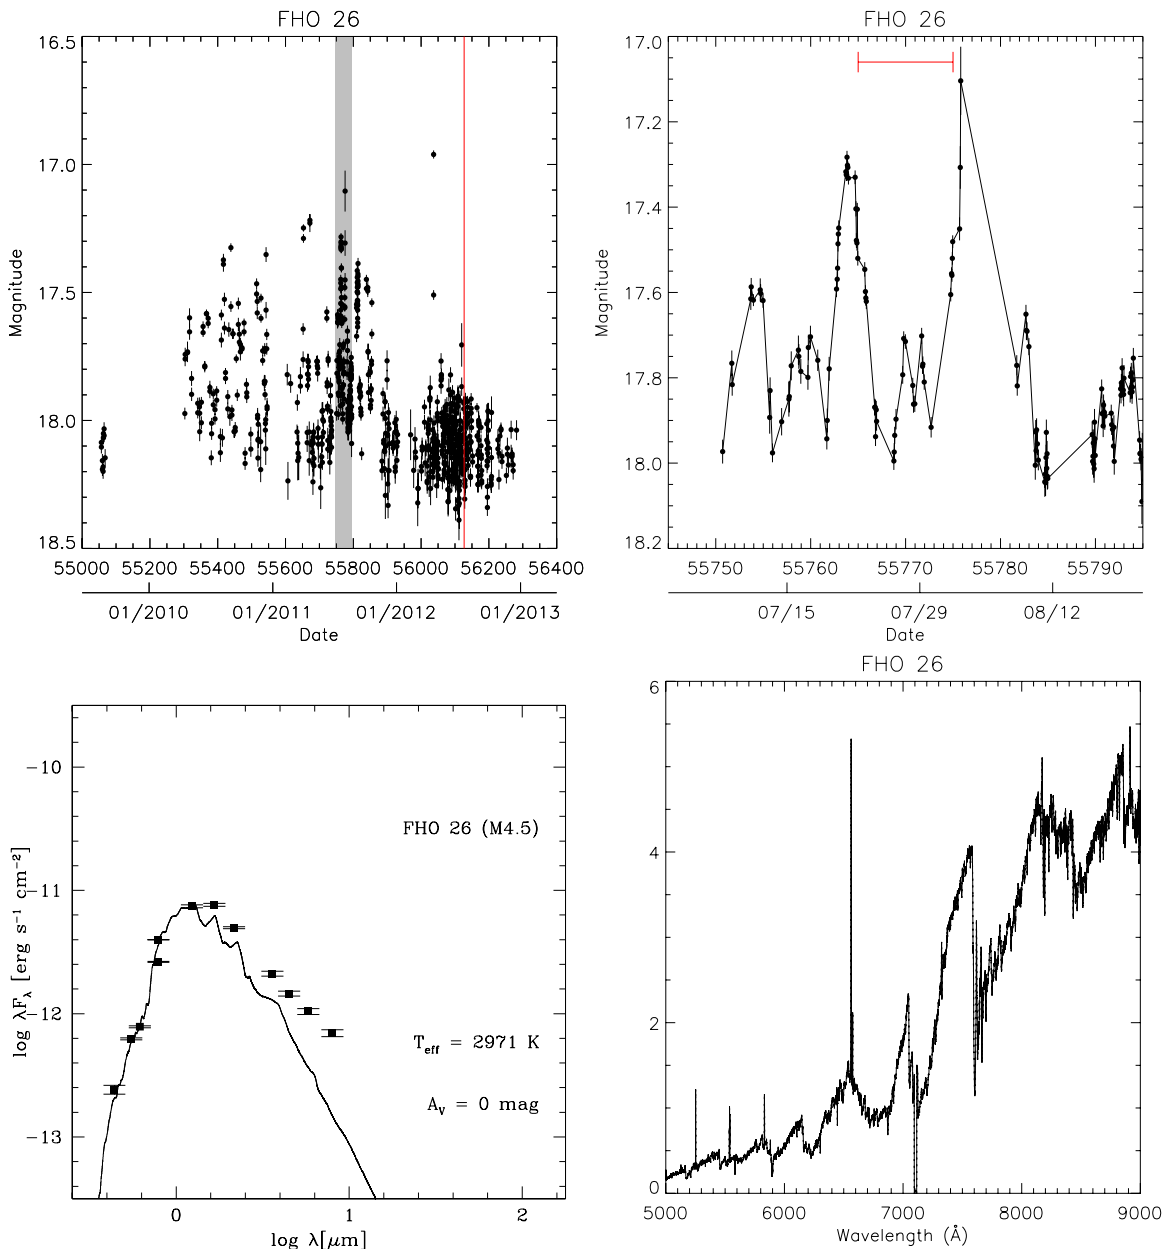 FHO 26
16.5
17.0
17.5
18.0
18.5
Magnitude
55000 55200 55400 55600 55800 56000 56200 56400
01/2010 01/2011 01/2012 01/2013
Date
FHO 26
17.0
17.2
17.4
17.6
17.8
18.0
18.2
Magnitude
55750 55760 55770 55780 55790
07/15 07/29 08/12
Date
−10
−11
−12
−13
log λFλ [erg s⁻¹ cm⁻²]
FHO 26 (M4.5)
Teff = 2971 K
AV = 0 mag
0 1 2
log λ[μm]
FHO 26
6
4
2
0
5000 6000 7000 8000 9000
Wavelength (Å)